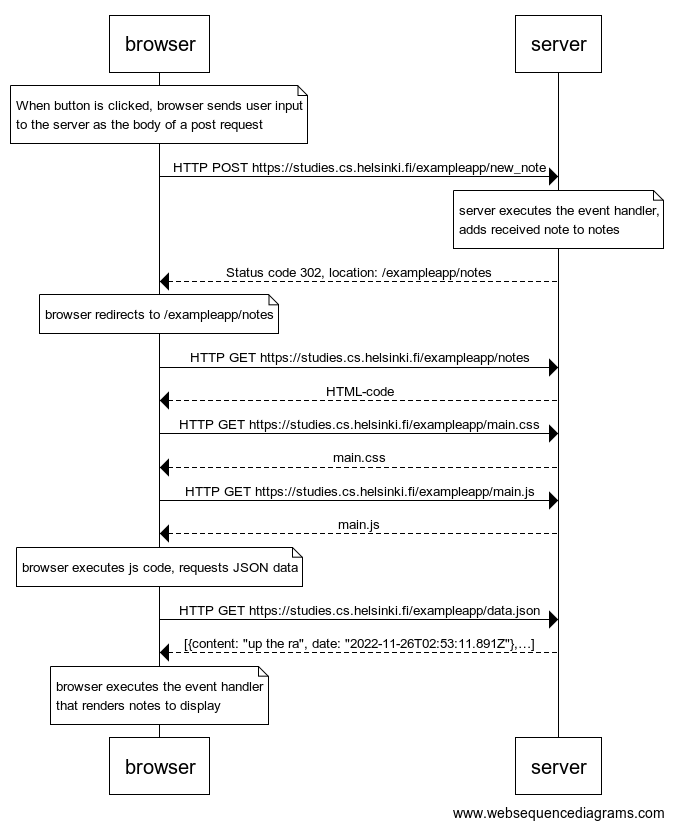 browser
server
When button is clicked, browser sends user input
to the server as the body of a post request
HTTP POST https://studies.cs.helsinki.fi/exampleapp/new_note
server executes the event handler,
adds received note to notes
Status code 302, location: /exampleapp/notes
browser redirects to /exampleapp/notes
HTTP GET https://studies.cs.helsinki.fi/exampleapp/notes
HTML-code
HTTP GET https://studies.cs.helsinki.fi/exampleapp/main.css
main.css
HTTP GET https://studies.cs.helsinki.fi/exampleapp/main.js
main.js
browser executes js code, requests JSON data
HTTP GET https://studies.cs.helsinki.fi/exampleapp/data.json
[{content: "up the ra", date: "2022-11-26T02:53:11.891Z"},…]
browser executes the event handler
that renders notes to display
browser
server
www.websequencediagrams.com